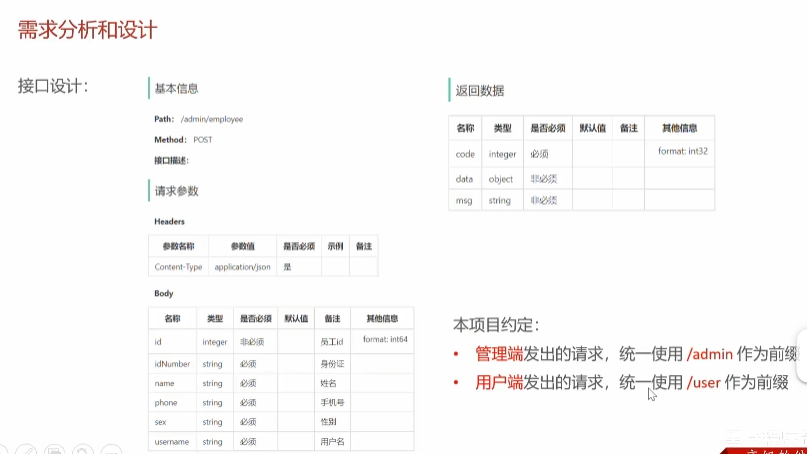 需求分析和设计
接口设计:
基本信息
Path: /admin/employee
Method: POST
接口描述:
请求参数
Headers
参数名称 参数值 是否必须 示例 备注
Content-Type application/json 是
Body
名称 类型 是否必须 默认值 备注 其他信息
id integer 非必须 员工id format: int64
idNumber string 必须 身份证
name string 必须 姓名
phone string 必须 手机号
sex string 必须 性别
username string 必须 用户名
返回数据
名称 类型 是否必须 默认值 备注 其他信息
code integer 必须 format: int32
data object 非必须
msg string 非必须
本项目约定:
• 管理端发出的请求，统一使用 /admin 作为前缀
• 用户端发出的请求，统一使用 /user 作为前缀